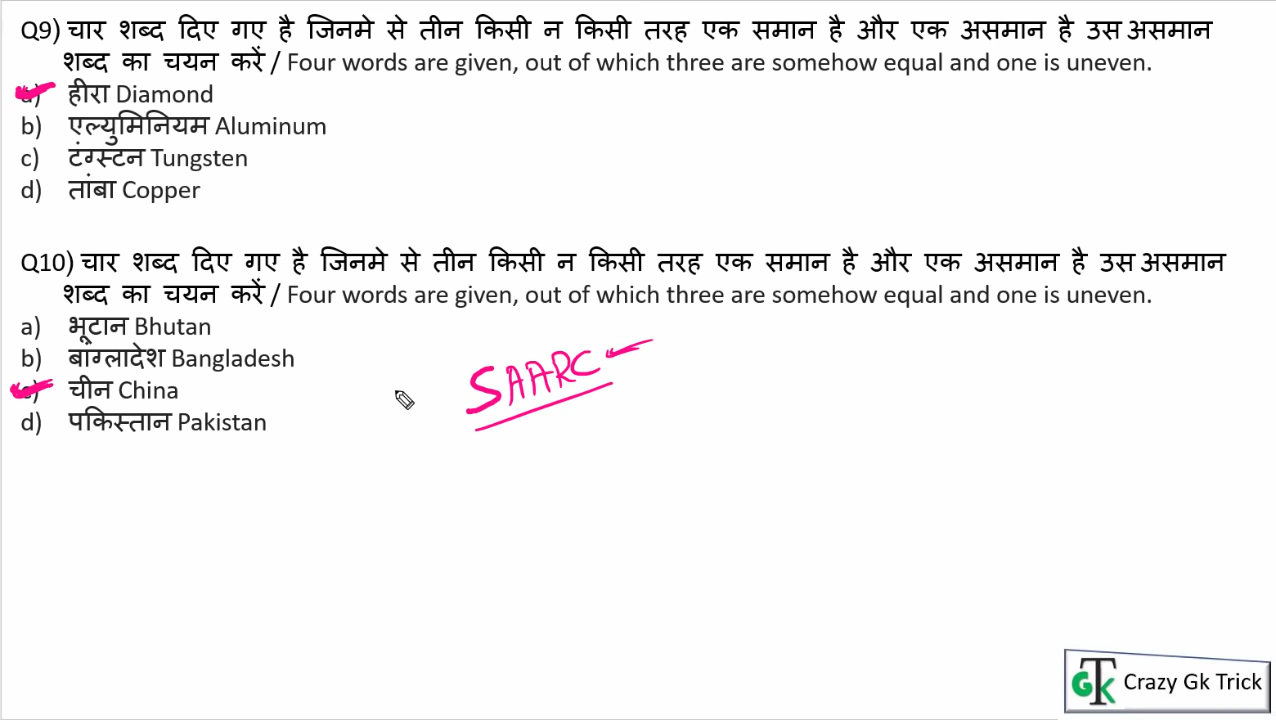 Q9) चार शब्द दिए गए है जिनमे से तीन किसी न किसी तरह एक समान है और एक असमान है उस असमान
शब्द का चयन करें / Four words are given, out of which three are somehow equal and one is uneven.
a) हीरा Diamond
b) एल्युमिनियम Aluminum
c) टंग्स्टन Tungsten
d) तांबा Copper
Q10) चार शब्द दिए गए है जिनमे से तीन किसी न किसी तरह एक समान है और एक असमान है उस असमान
शब्द का चयन करें / Four words are given, out of which three are somehow equal and one is uneven.
a) भूटान Bhutan
b) बांग्लादेश Bangladesh
c) चीन China
d) पकिस्तान Pakistan
SAARC
GTK Crazy Gk Trick